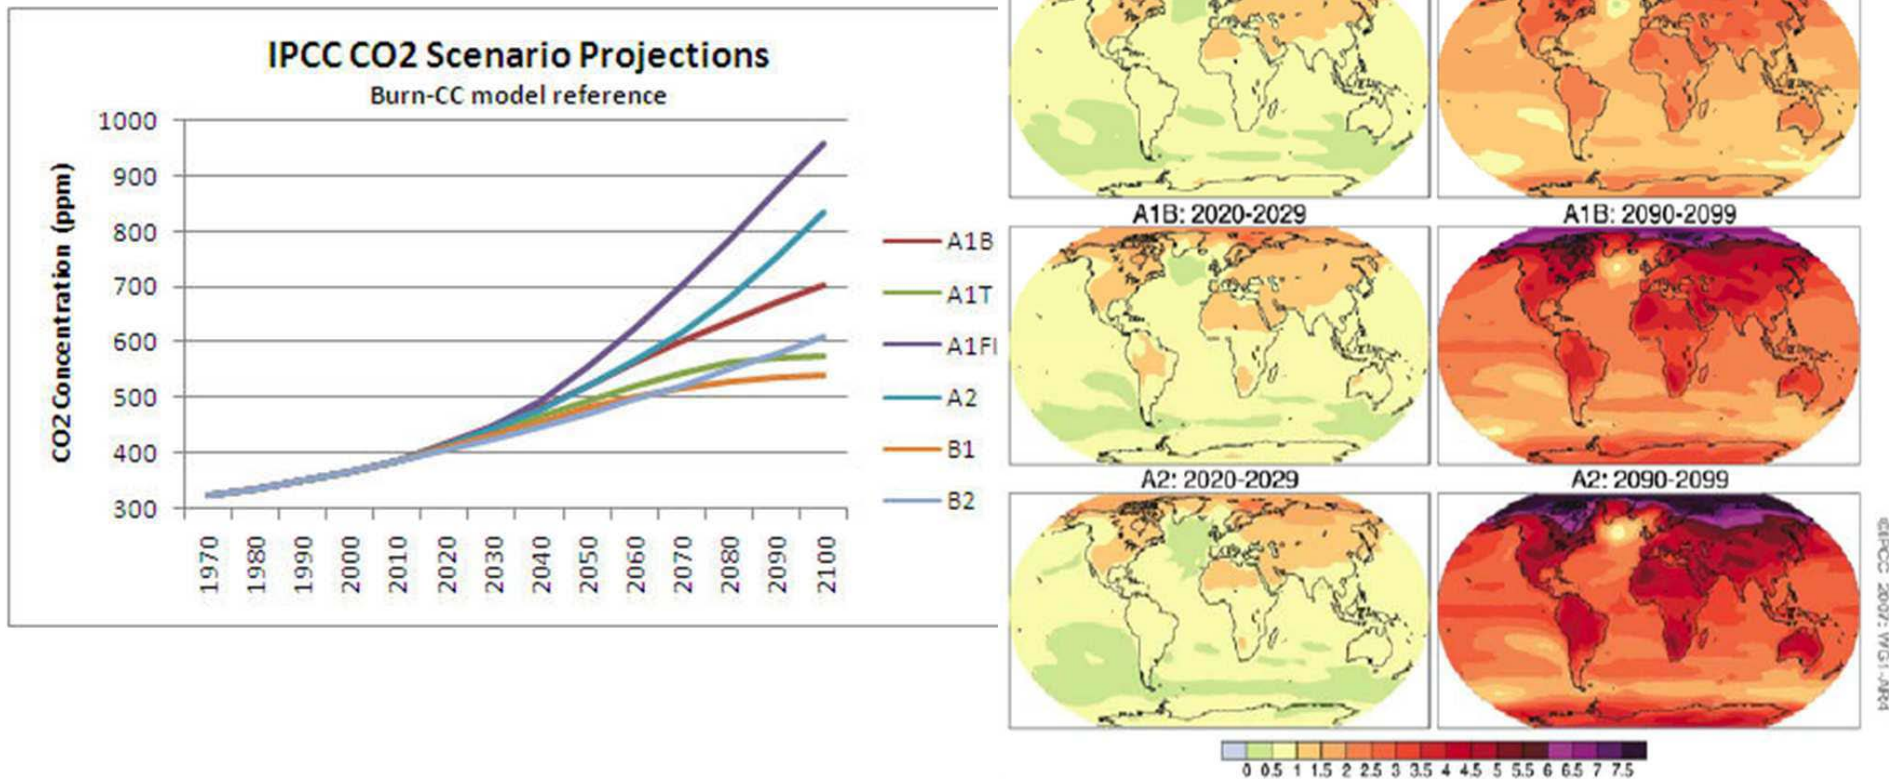 IPCC CO2 Scenario Projections
Burn-CC model reference
CO2 Concentration (ppm)
1000
900
800
700
600
500
400
300
1970
1980
1990
2000
2010
2020
2030
2040
2050
2060
2070
2080
2090
2100
A1B
A1T
A1FI
A2
B1
B2
A1B: 2020-2029
A1B: 2090-2099
A2: 2020-2029
A2: 2090-2099
0 0.5 1 1.5 2 2.5 3 3.5 4 4.5 5 5.5 6 6.5 7 7.5
©IPCC 2007: WG1-AR4